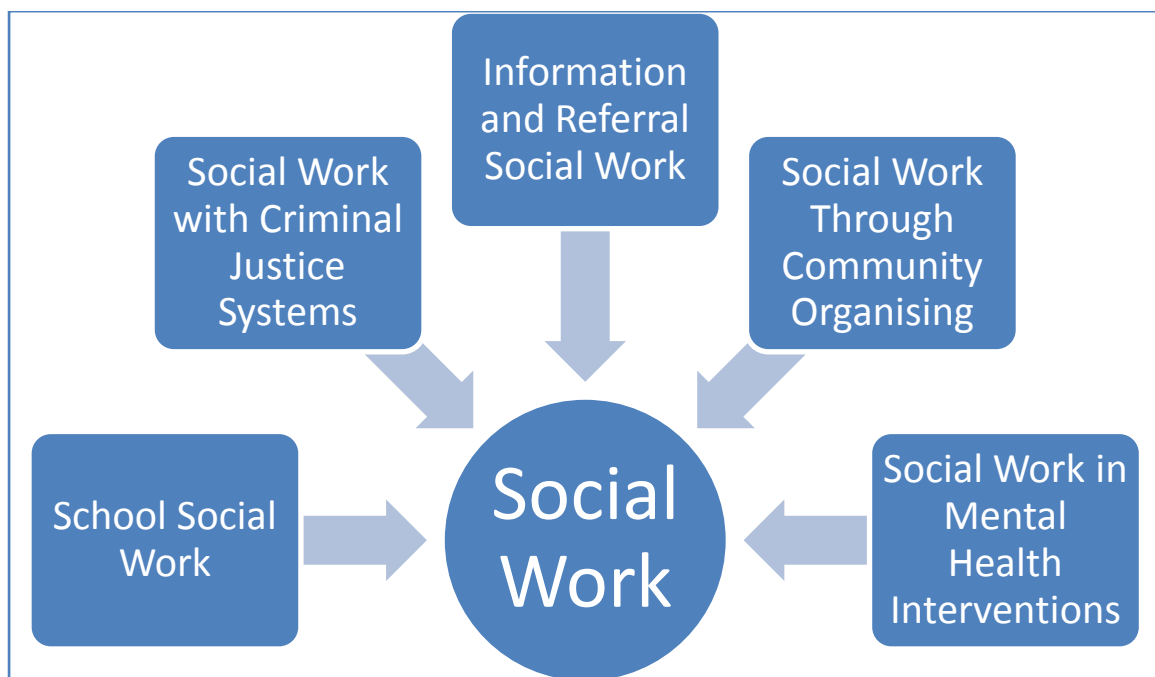 Information
and Referral
Social Work
Social Work
with Criminal
Justice
Systems
Social Work
Through
Community
Organising
School Social
Work
Social
Work
Social Work in
Mental
Health
Interventions